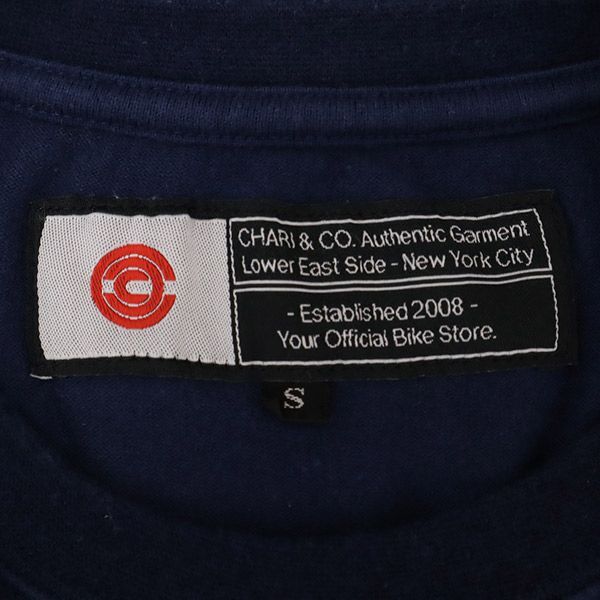 CHARI & CO. Authentic Garment
Lower East Side - New York City
- Established 2008 -
Your Official Bike Store.
S